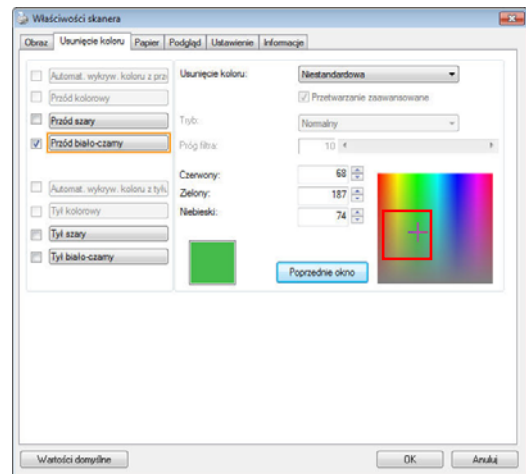 Właściwości skanera
Obraz Usunięcie koloru Papier Podgląd Ustawienie Informacje
Automat. wykryw. koloru z prz
Przód kolorowy
Przód szary
Przód biało-czarny
Automat. wykryw. koloru z tyłu
Tył kolorowy
Tył szary
Tył biało-czarny
Usunięcie koloru: Niestandardowa
Przetwarzanie zaawansowane
Tryb: Normalny
Próg filtra: 10
Czerwony: 68
Zielony: 187
Niebieski: 74
Poprzednie okno
Wartości domyślne OK Anuluj